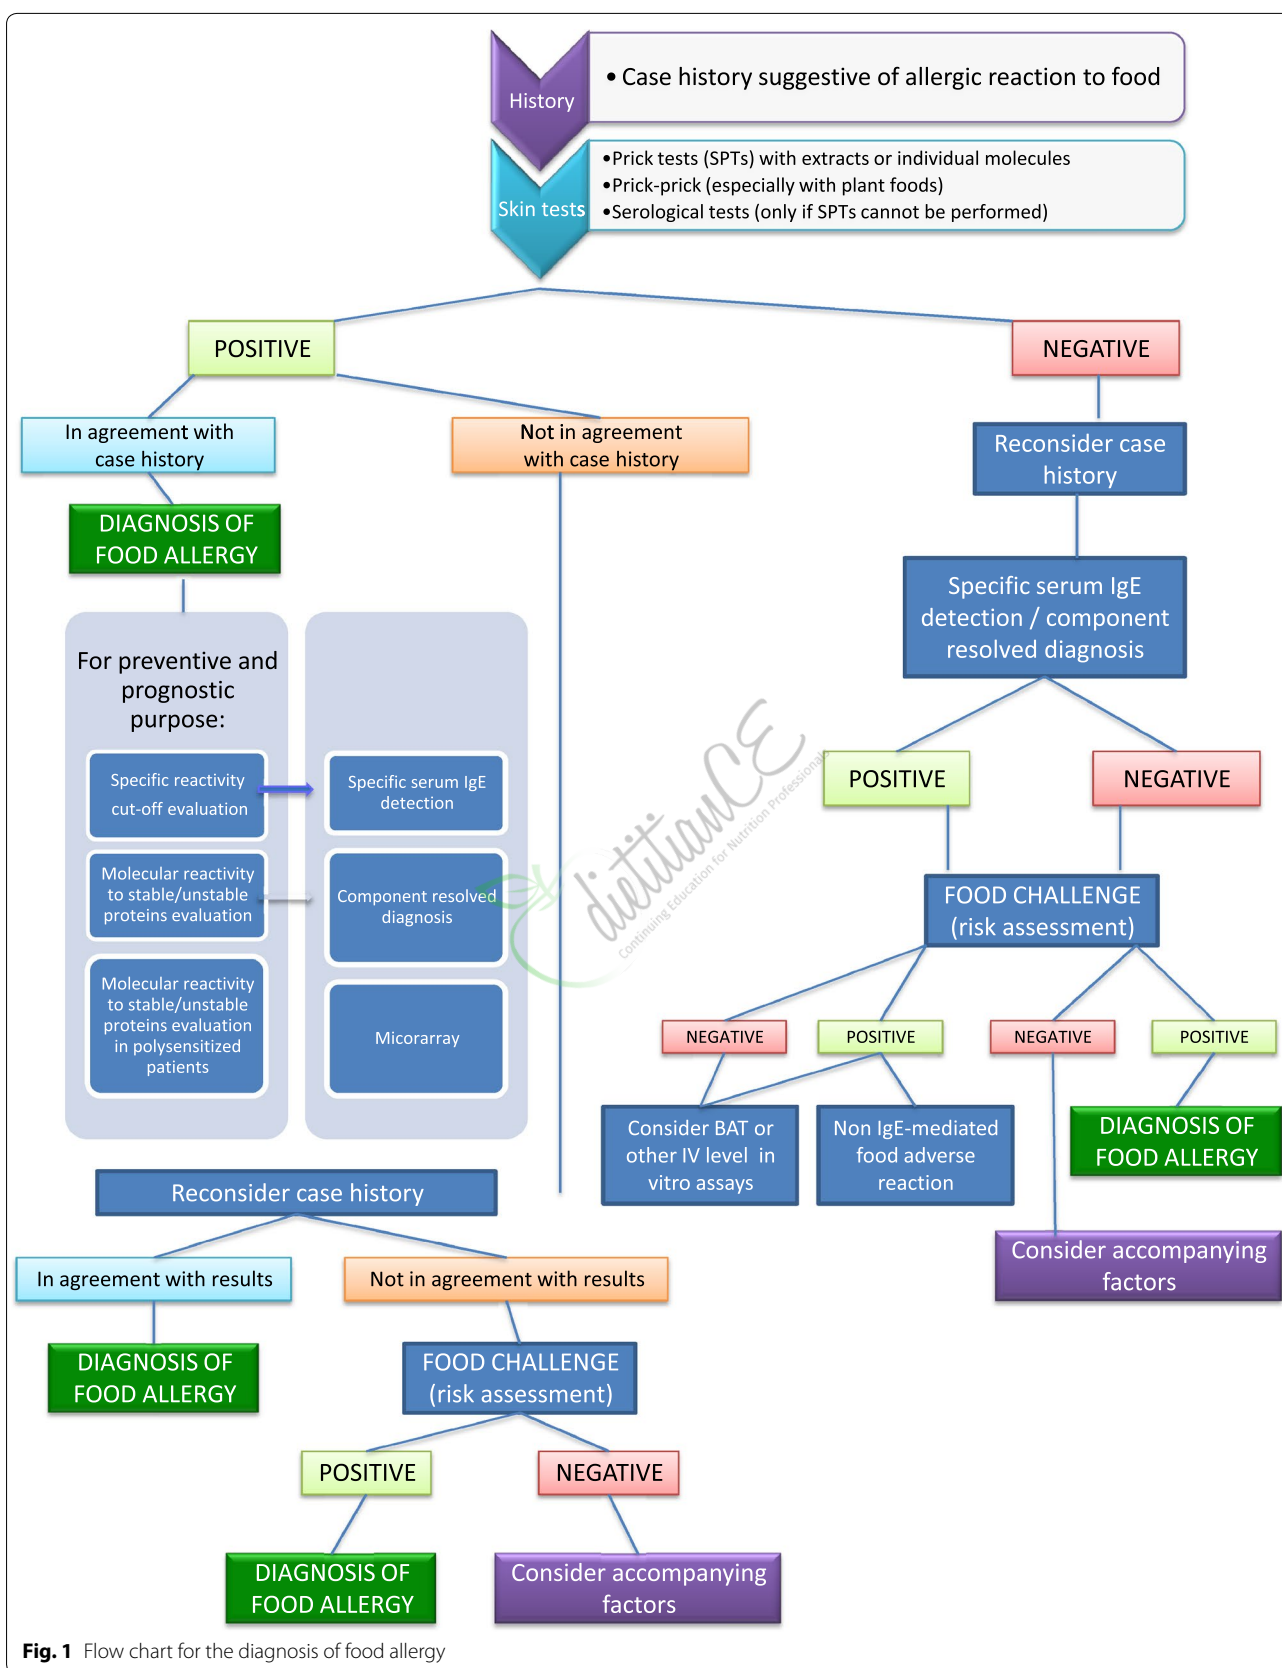 • Case history suggestive of allergic reaction to food
History
•Prick tests (SPTs) with extracts or individual molecules
•Prick-prick (especially with plant foods)
•Serological tests (only if SPTs cannot be performed)
Skin tests
POSITIVE
NEGATIVE
In agreement with
case history
Not in agreement
with case history
Reconsider case
history
DIAGNOSIS OF
FOOD ALLERGY
Specific serum IgE
detection / component
resolved diagnosis
For preventive and
prognostic
purpose:
Specific reactivity
cut-off evaluation
Specific serum IgE
detection
Molecular reactivity
to stable/unstable
proteins evaluation
Component resolved
diagnosis
Molecular reactivity
to stable/unstable
proteins evaluation
in polysensitized
patients
Micorarray
dietitianCE
Continuing Education for Nutrition Professionals
POSITIVE
NEGATIVE
FOOD CHALLENGE
(risk assessment)
NEGATIVE
POSITIVE
NEGATIVE
POSITIVE
Consider BAT or
other IV level in
vitro assays
Non IgE-mediated
food adverse
reaction
DIAGNOSIS OF
FOOD ALLERGY
Consider accompanying
factors
Reconsider case history
In agreement with results
Not in agreement with results
DIAGNOSIS OF
FOOD ALLERGY
FOOD CHALLENGE
(risk assessment)
POSITIVE
NEGATIVE
DIAGNOSIS OF
FOOD ALLERGY
Consider accompanying
factors
Fig. 1 Flow chart for the diagnosis of food allergy